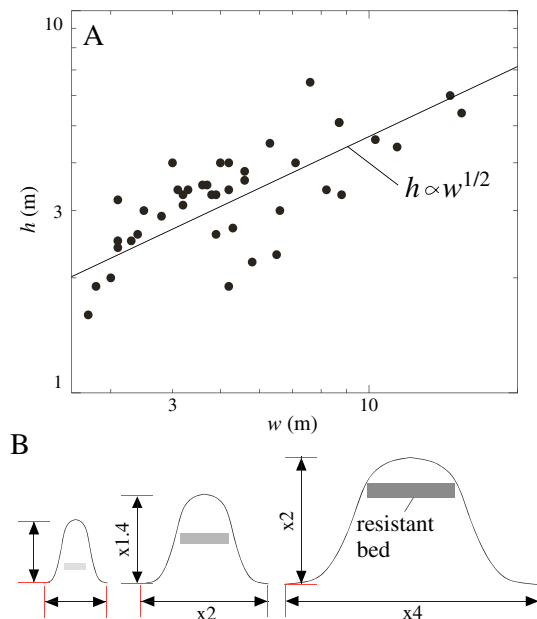 A
10
3
1
h (m)
h ∝ w^{1/2}
3
10
w (m)
B
x1.4
x2
resistant
bed
x2
x4